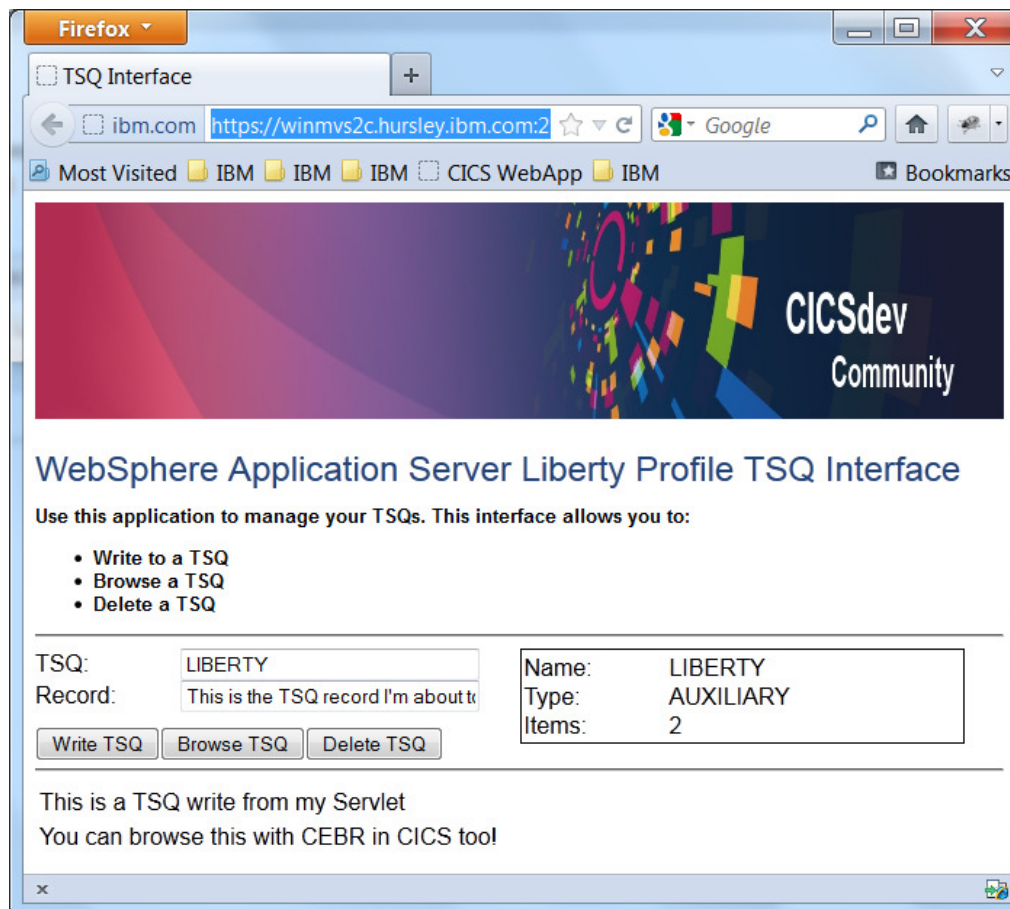 Firefox
TSQ Interface
ibm.com https://winmvs2c.hursley.ibm.com:2 Google
Most Visited IBM IBM IBM CICS WebApp IBM Bookmarks
CICSdev
Community
WebSphere Application Server Liberty Profile TSQ Interface
Use this application to manage your TSQs. This interface allows you to:
• Write to a TSQ
• Browse a TSQ
• Delete a TSQ
TSQ: LIBERTY
Record: This is the TSQ record I'm about to
Write TSQ Browse TSQ Delete TSQ
Name: LIBERTY
Type: AUXILIARY
Items: 2
This is a TSQ write from my Servlet
You can browse this with CEBR in CICS too!